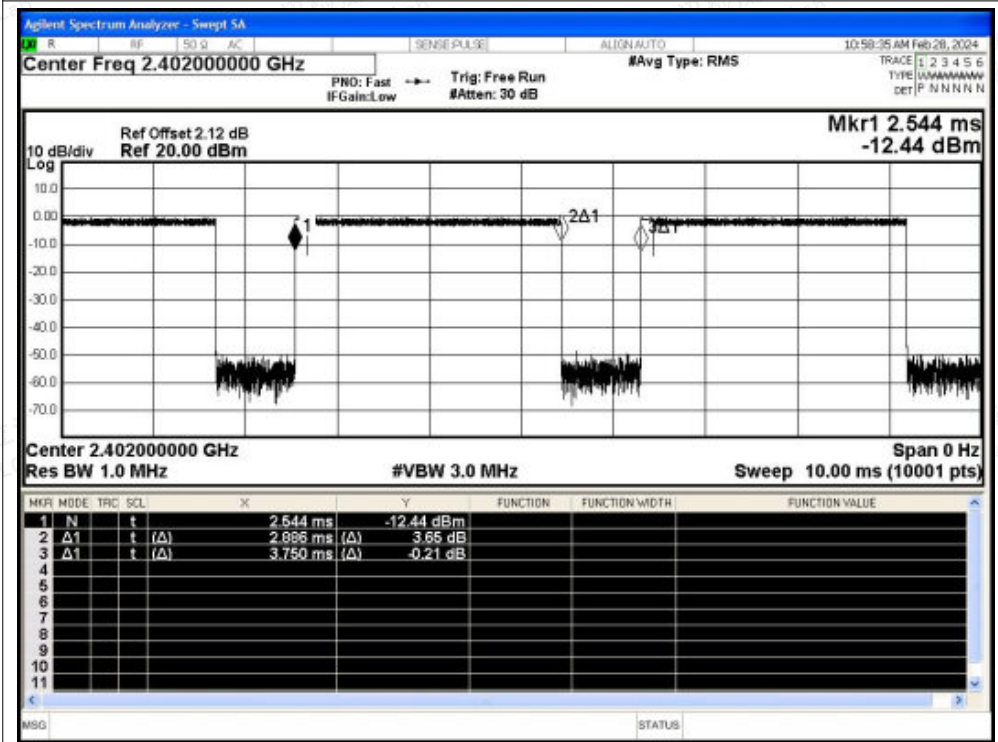 Agilent Spectrum Analyzer - Swept SA
R RF 50 Ω AC SENSE:PULSE ALIGN AUTO 10:58:35 AM Feb 28, 2024
Center Freq 2.402000000 GHz #Avg Type: RMS TRACE 1 2 3 4 5 6
PNO: Fast Trig: Free Run TYPE
IFGain:Low #Atten: 30 dB DET P N N N N N
Mkr1 2.544 ms
Ref Offset 2.12 dB
10 dB/div Ref 20.00 dBm -12.44 dBm
Log
10.0
0.00
2Δ1
1
3Δ1
-10.0
-20.0
-30.0
-40.0
-50.0
-60.0
-70.0
Center 2.402000000 GHz Span 0 Hz
Res BW 1.0 MHz #VBW 3.0 MHz Sweep 10.00 ms (10001 pts)
MKR MODE TRC SCL X Y FUNCTION FUNCTION WIDTH FUNCTION VALUE
1 N t 2.544 ms -12.44 dBm
2 Δ1 t (Δ) 2.886 ms (Δ) 3.65 dB
3 Δ1 t (Δ) 3.750 ms (Δ) -0.21 dB
4
5
6
7
8
9
10
11
MSG STATUS